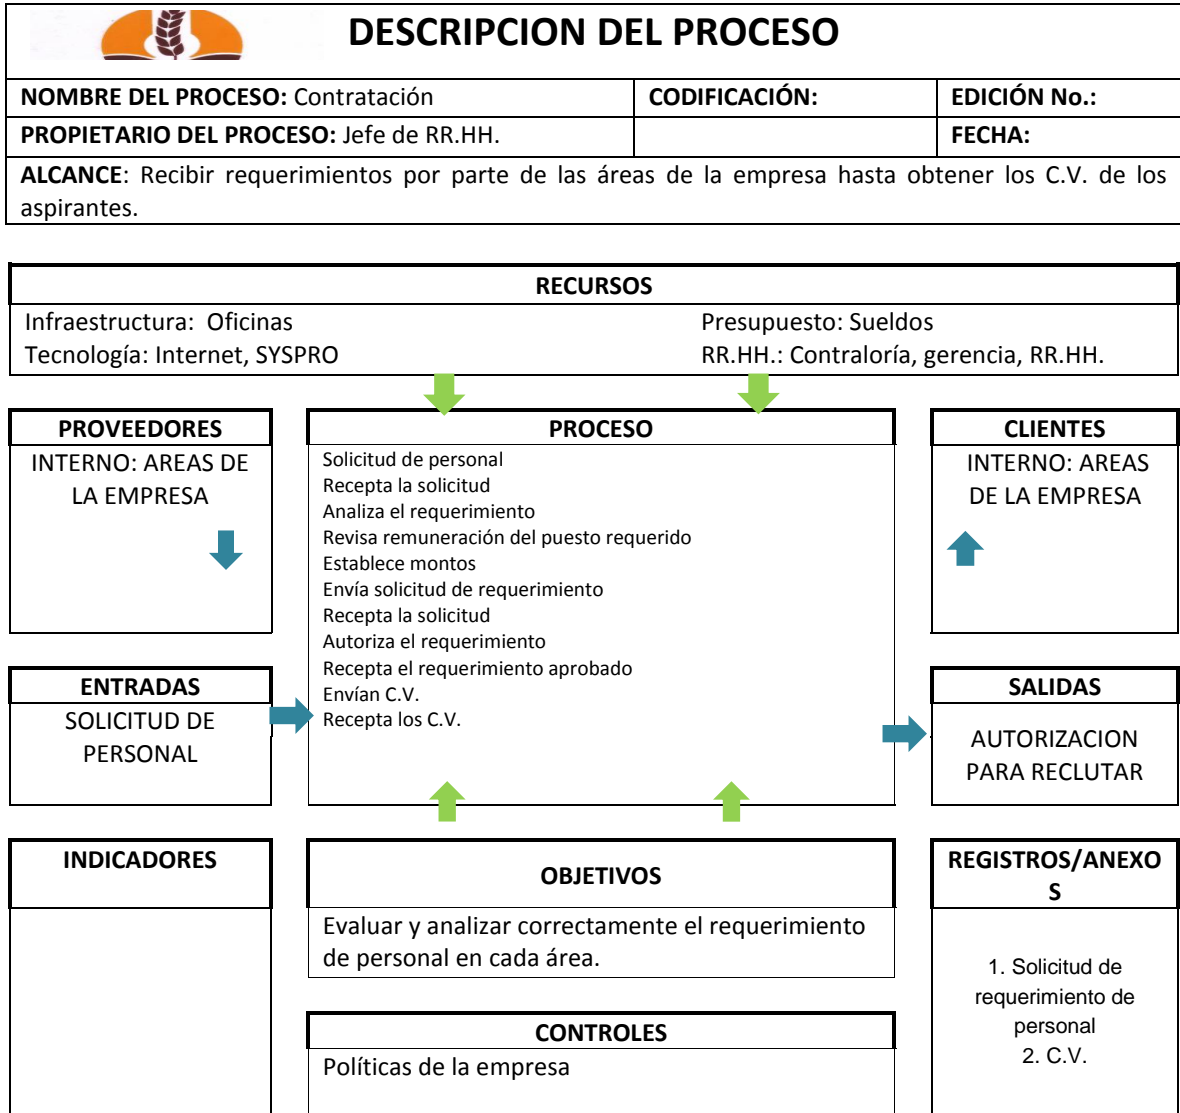 DESCRIPCION DEL PROCESO
NOMBRE DEL PROCESO: Contratación
CODIFICACIÓN:
EDICIÓN No.:
PROPIETARIO DEL PROCESO: Jefe de RR.HH.
FECHA:
ALCANCE: Recibir requerimientos por parte de las áreas de la empresa hasta obtener los C.V. de los
aspirantes.
RECURSOS
Infraestructura: Oficinas
Presupuesto: Sueldos
Tecnología: Internet, SYSPRO
RR.HH.: Contraloría, gerencia, RR.HH.
PROVEEDORES
INTERNO: AREAS DE
LA EMPRESA
PROCESO
Solicitud de personal
Recepta la solicitud
Analiza el requerimiento
Revisa remuneración del puesto requerido
Establece montos
Envía solicitud de requerimiento
Recepta la solicitud
Autoriza el requerimiento
Recepta el requerimiento aprobado
Envían C.V.
Recepta los C.V.
CLIENTES
INTERNO: AREAS
DE LA EMPRESA
ENTRADAS
SOLICITUD DE
PERSONAL
SALIDAS
AUTORIZACION
PARA RECLUTAR
INDICADORES
OBJETIVOS
Evaluar y analizar correctamente el requerimiento
de personal en cada área.
REGISTROS/ANEXO
S
1. Solicitud de
requerimiento de
personal
2. C.V.
CONTROLES
Políticas de la empresa